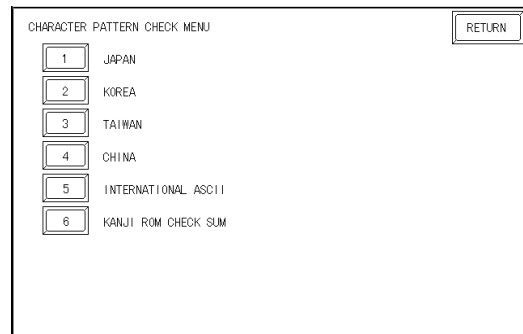 CHARACTER PATTERN CHECK MENU
RETURN
1 JAPAN
2 KOREA
3 TAIWAN
4 CHINA
5 INTERNATIONAL ASCII
6 KANJI ROM CHECK SUM